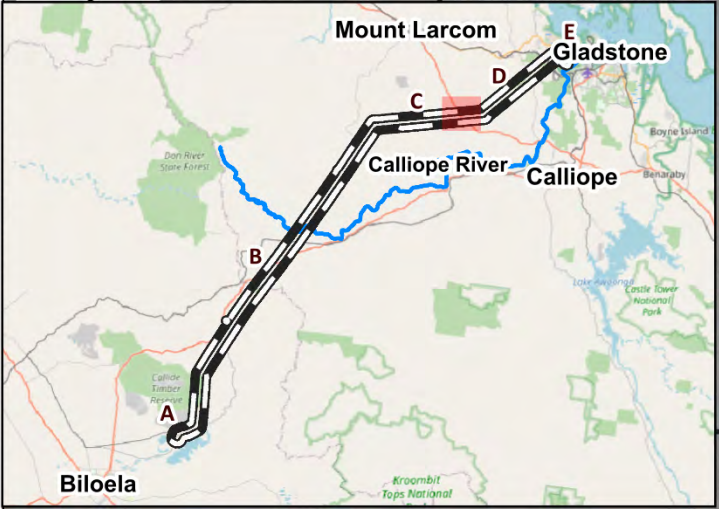 Mount Larcom
E
Gladstone
D
C
Boyne Island
Don River
State Forest
Calliope River
Calliope
Benaraby
B
Lake Awoonga
Castle Tower
National
Park
Callide
Timber
Reserve
A
Biloela
Kroombit
Tops National